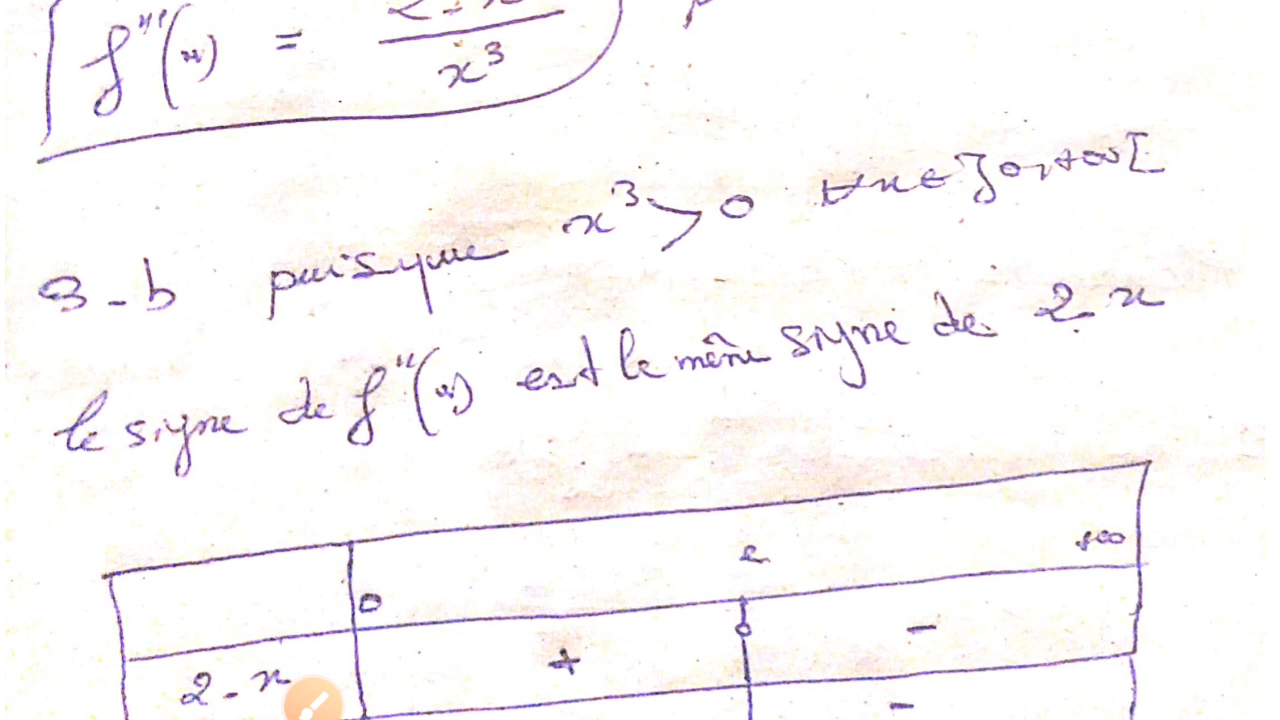 f"(x) = 2-x / x³
3-b puisque x³>0 ∀x∈]0,+∞[
le signe de f"(x) est le même signe de 2-x
0 2 +∞
2-x + 0 -
-